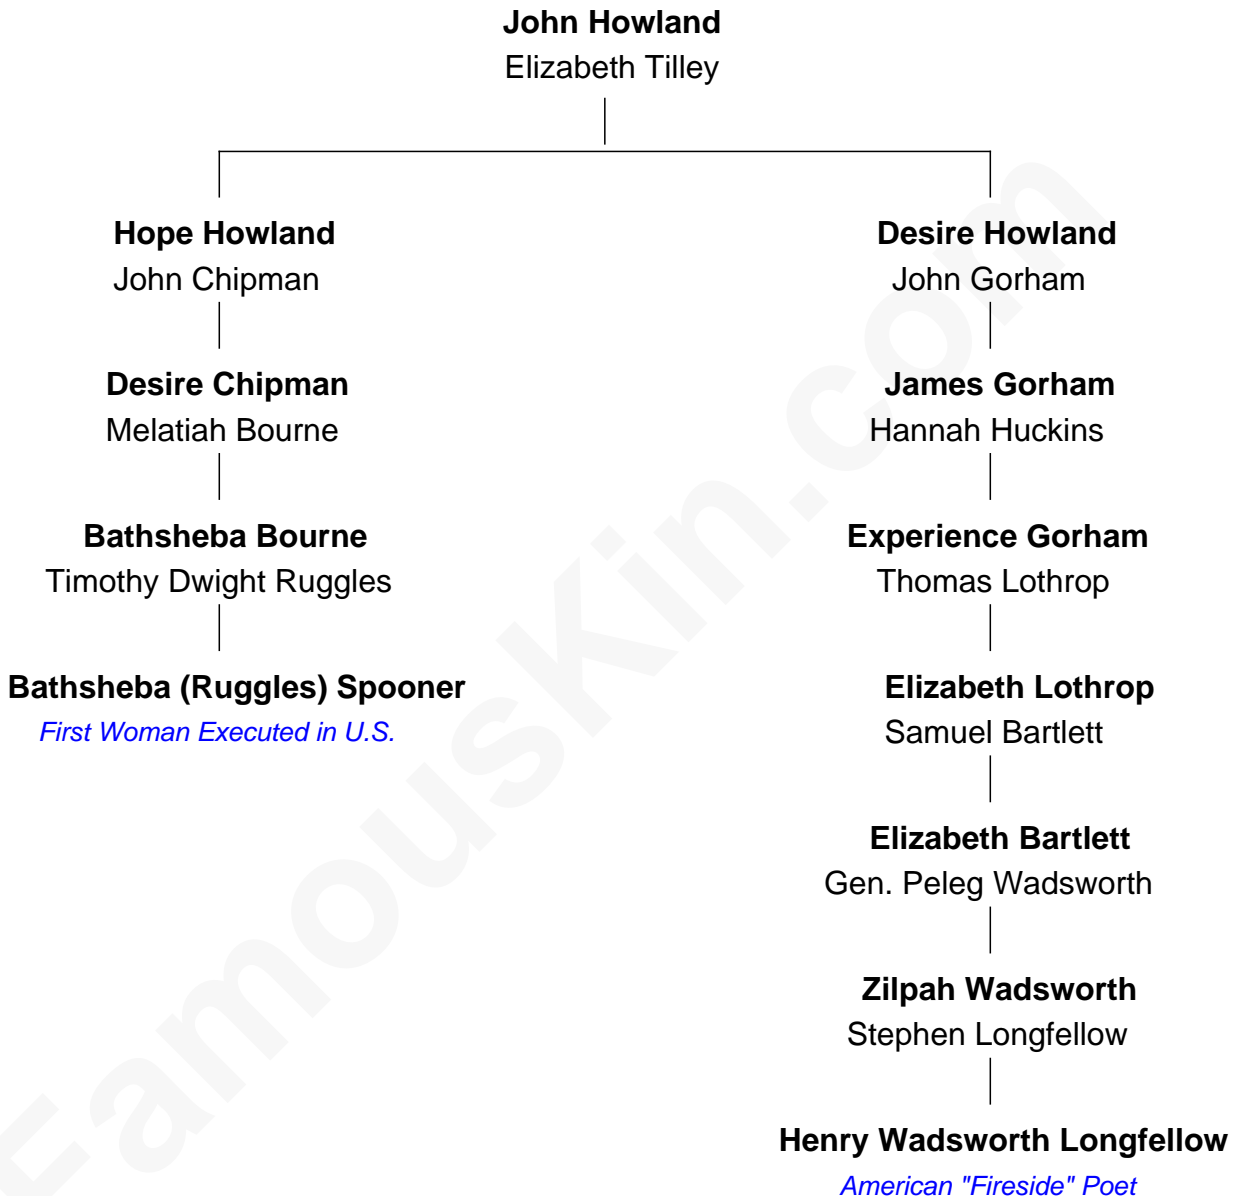 John Howland
Elizabeth Tilley
Hope Howland
John Chipman
Desire Howland
John Gorham
Desire Chipman
Melatiah Bourne
James Gorham
Hannah Huckins
Bathsheba Bourne
Timothy Dwight Ruggles
Experience Gorham
Thomas Lothrop
Bathsheba (Ruggles) Spooner
First Woman Executed in U.S.
Elizabeth Lothrop
Samuel Bartlett
Elizabeth Bartlett
Gen. Peleg Wadsworth
Zilpah Wadsworth
Stephen Longfellow
Henry Wadsworth Longfellow
American "Fireside" Poet
FamousKin.com